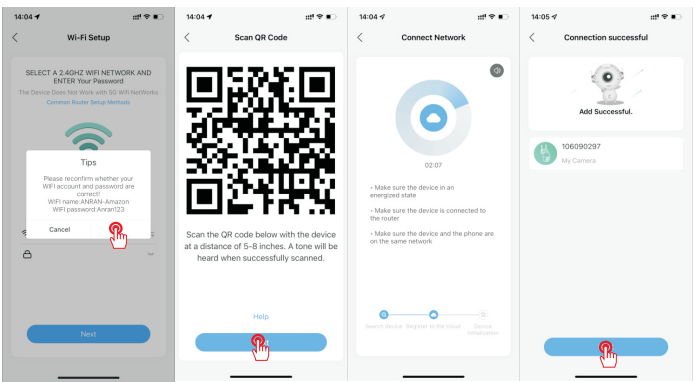 14:04
Wi-Fi Setup
SELECT A 2.4GHZ WIFI NETWORK AND
ENTER Your Password
The Device Does Not Work with 5G Wifi NetWorks
Common Router Setup Methods
Tips
Please reconfirm whether your
WIFI account and password are
correct!
WIFI name:ANRAN-Amazon
WIFI password:Anran123
Cancel
Next
14:04
Scan QR Code
Scan the QR code below with the device
at a distance of 5-8 inches. A tone will be
heard when successfully scanned.
Help
14:04
Connect Network
02:07
• Make sure the device in an
energized state
• Make sure the device is connected to
the router
• Make sure the device and the phone are
on the same network
Search device Register to the cloud Device
Initialization
14:05
Connection successful
Add Successful.
106090297
My Camera